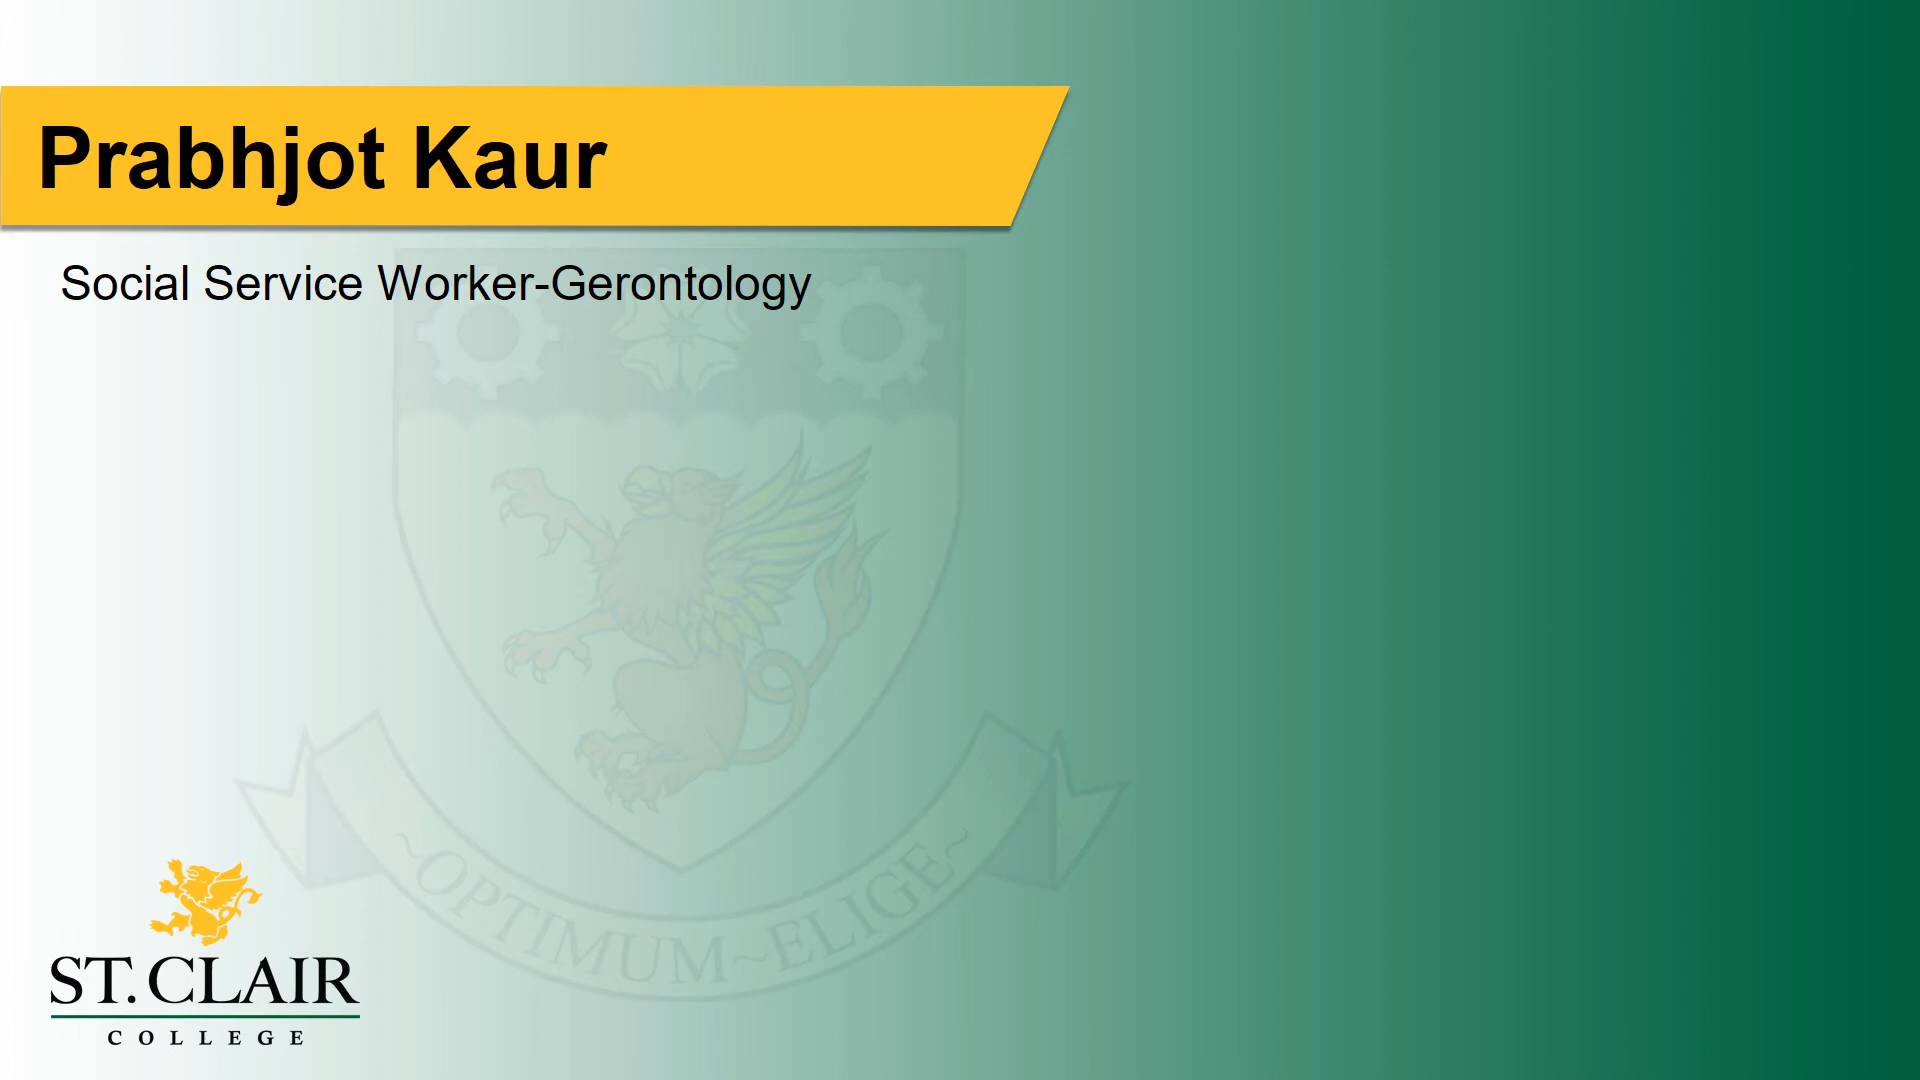 Prabhjot Kaur
Social Service Worker-Gerontology
~OPTIMUM~ELIGE~
ST. CLAIR
COLLEGE